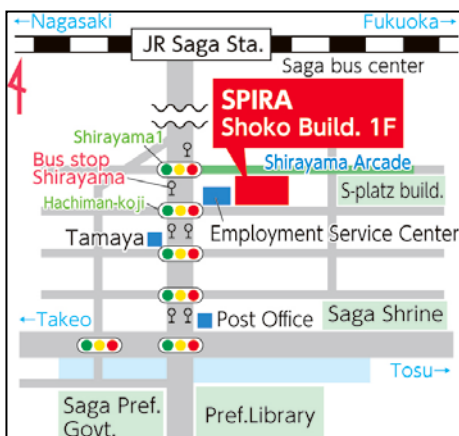 ←Nagasaki
Fukuoka→
JR Saga Sta.
Saga bus center
SPIRA
Shoko Build. 1F
Shirayama1
Shirayama Arcade
Bus stop
Shirayama
S-platz build.
Hachiman-koji
Tamaya
Employment Service Center
Saga Shrine
←Takeo
Post Office
Tosu→
Saga Pref.
Govt.
Pref.Library